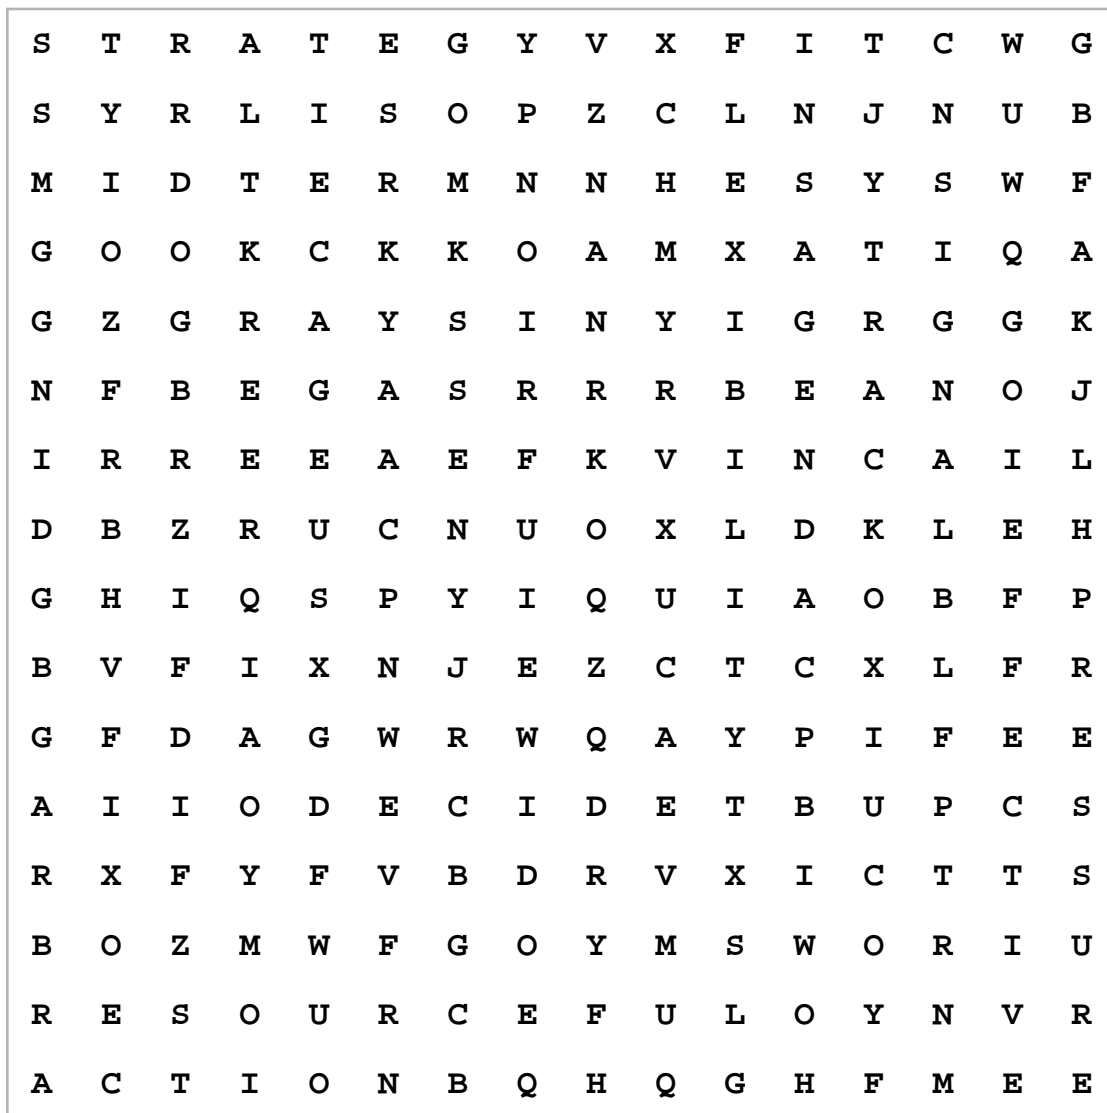 S T R A T E G Y V X F I T C W G
S Y R L I S O P Z C L N J N U B
M I D T E R M N N H E S Y S W F
G O O K C K K O A M X A T I Q A
G Z G R A Y S I N Y I G R G G K
N F B E G A S R R R B E A N O J
I R R E E A E F K V I N C A I L
D B Z R U C N U O X L D K L E H
G H I Q S P Y I Q U I A O B F P
B V F I X N J E Z C T C X L F R
G F D A G W R W Q A Y P I F E E
A I I O D E C I D E T B U P C S
R X F Y F V B D R V X I C T T S
B O Z M W F G O Y M S W O R I U
R E S O U R C E F U L O Y N V R
A C T I O N B Q H Q G H F M E E